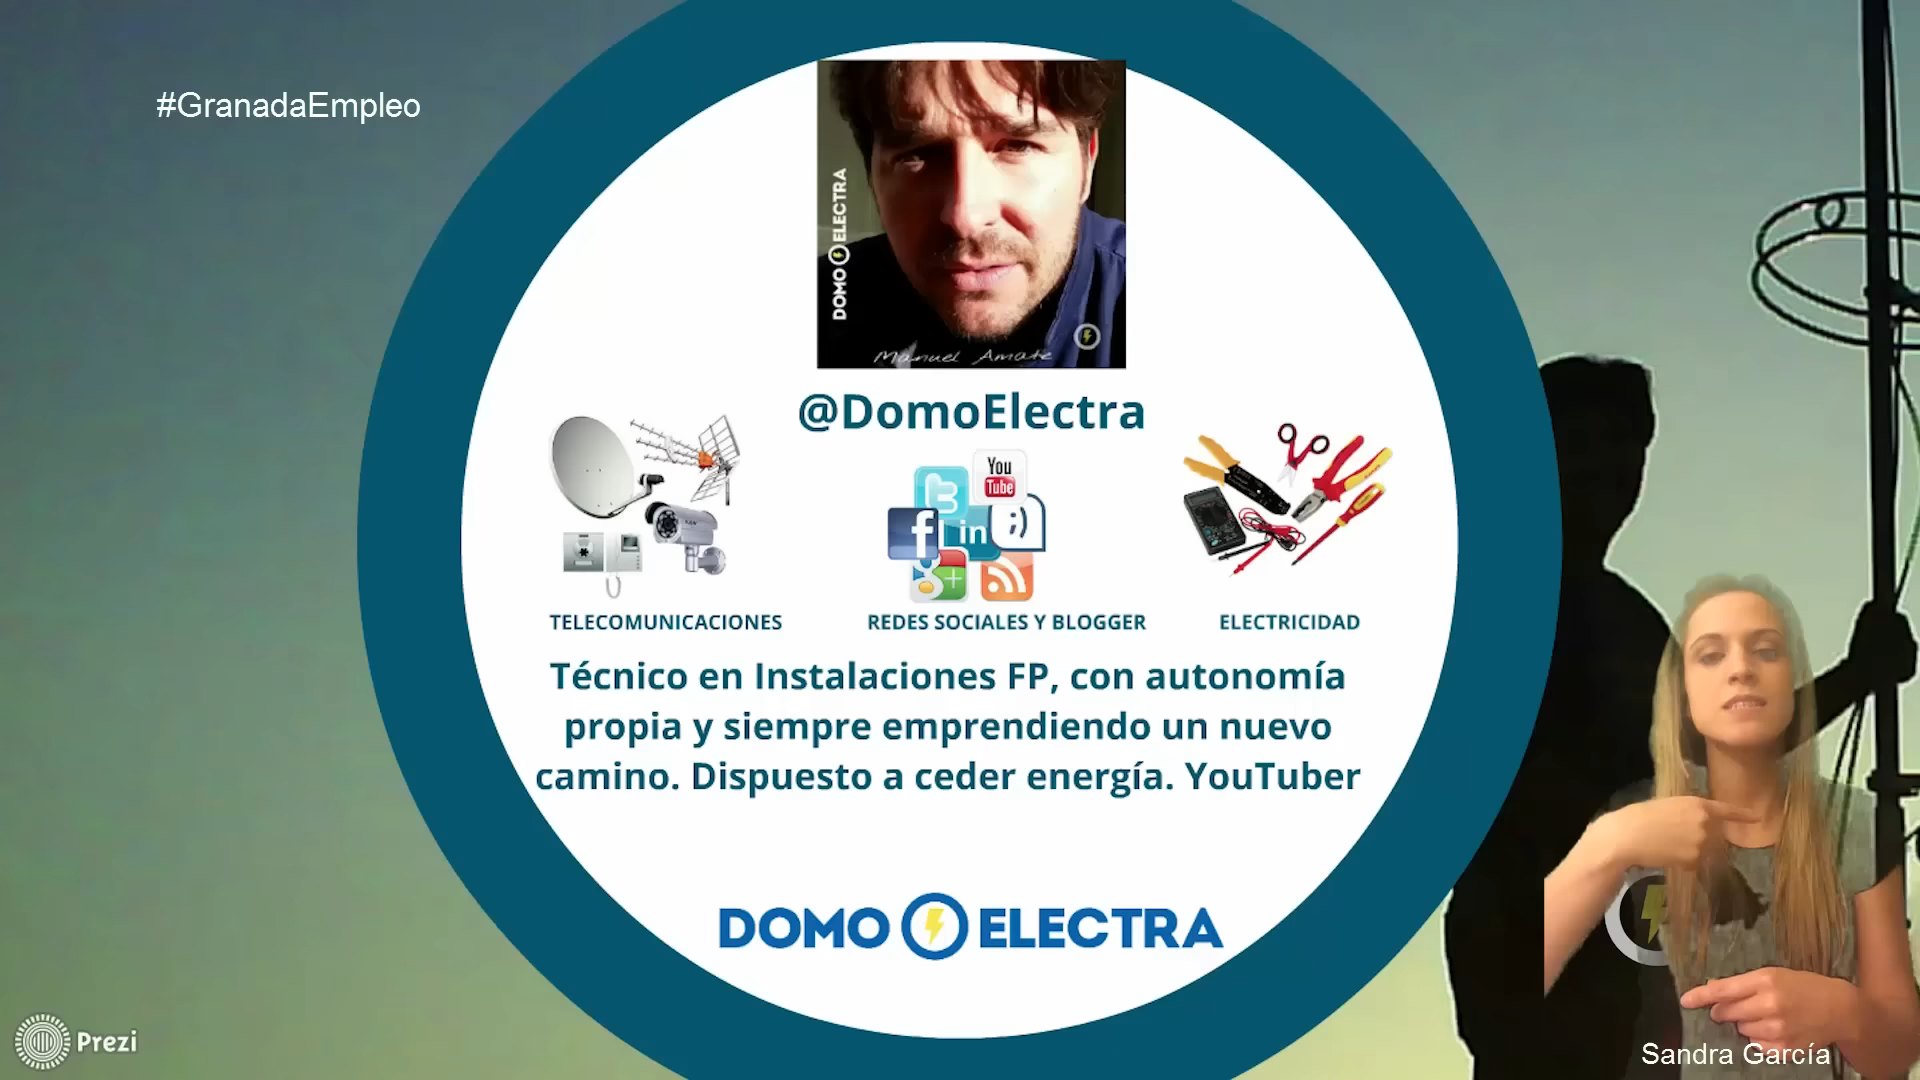 #GranadaEmpleo
DOMO ELECTRA
Manuel Amate
@DomoElectra
You
Tube
f
in
g+
TELECOMUNICACIONES
REDES SOCIALES Y BLOGGER
ELECTRICIDAD
Técnico en Instalaciones FP, con autonomía
propia y siempre emprendiendo un nuevo
camino. Dispuesto a ceder energía. YouTuber
DOMO ELECTRA
Prezi
Sandra García